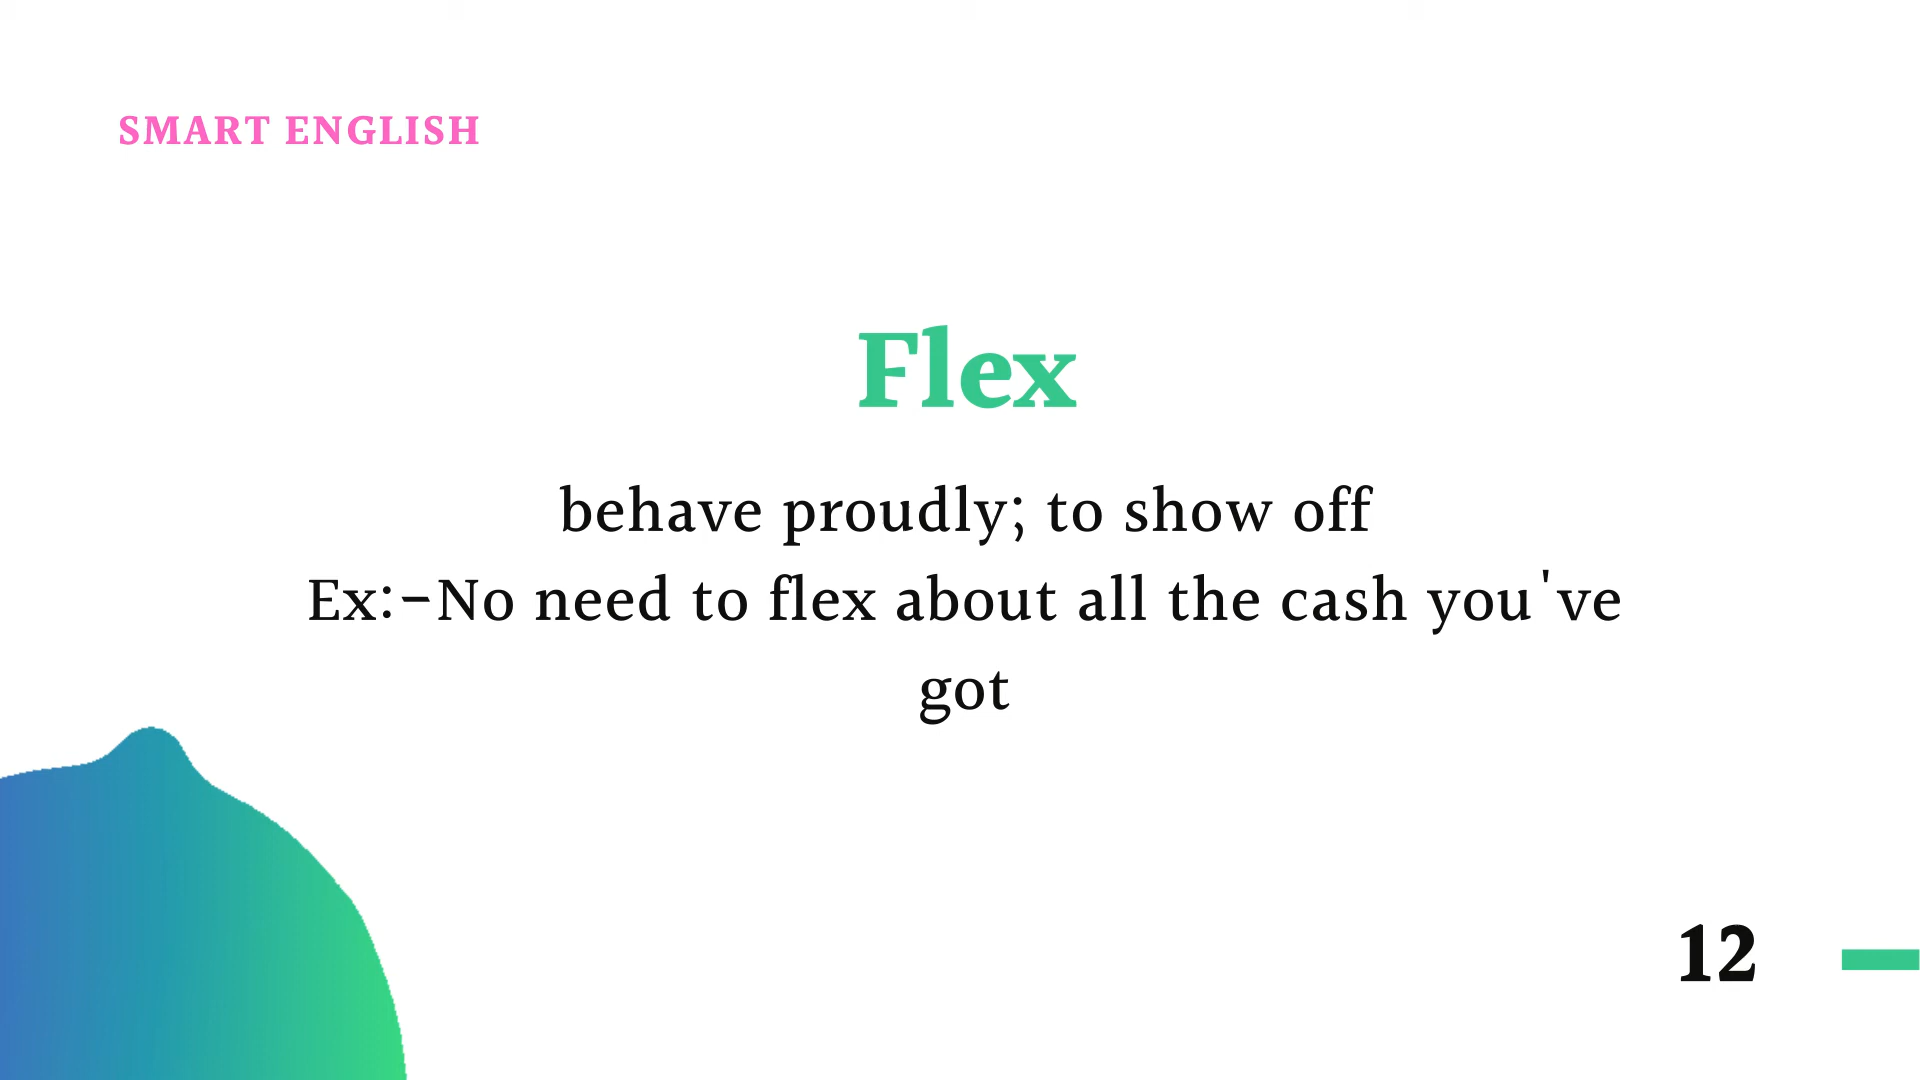 SMART ENGLISH
Flex
behave proudly; to show off
Ex:-No need to flex about all the cash you've
got
12